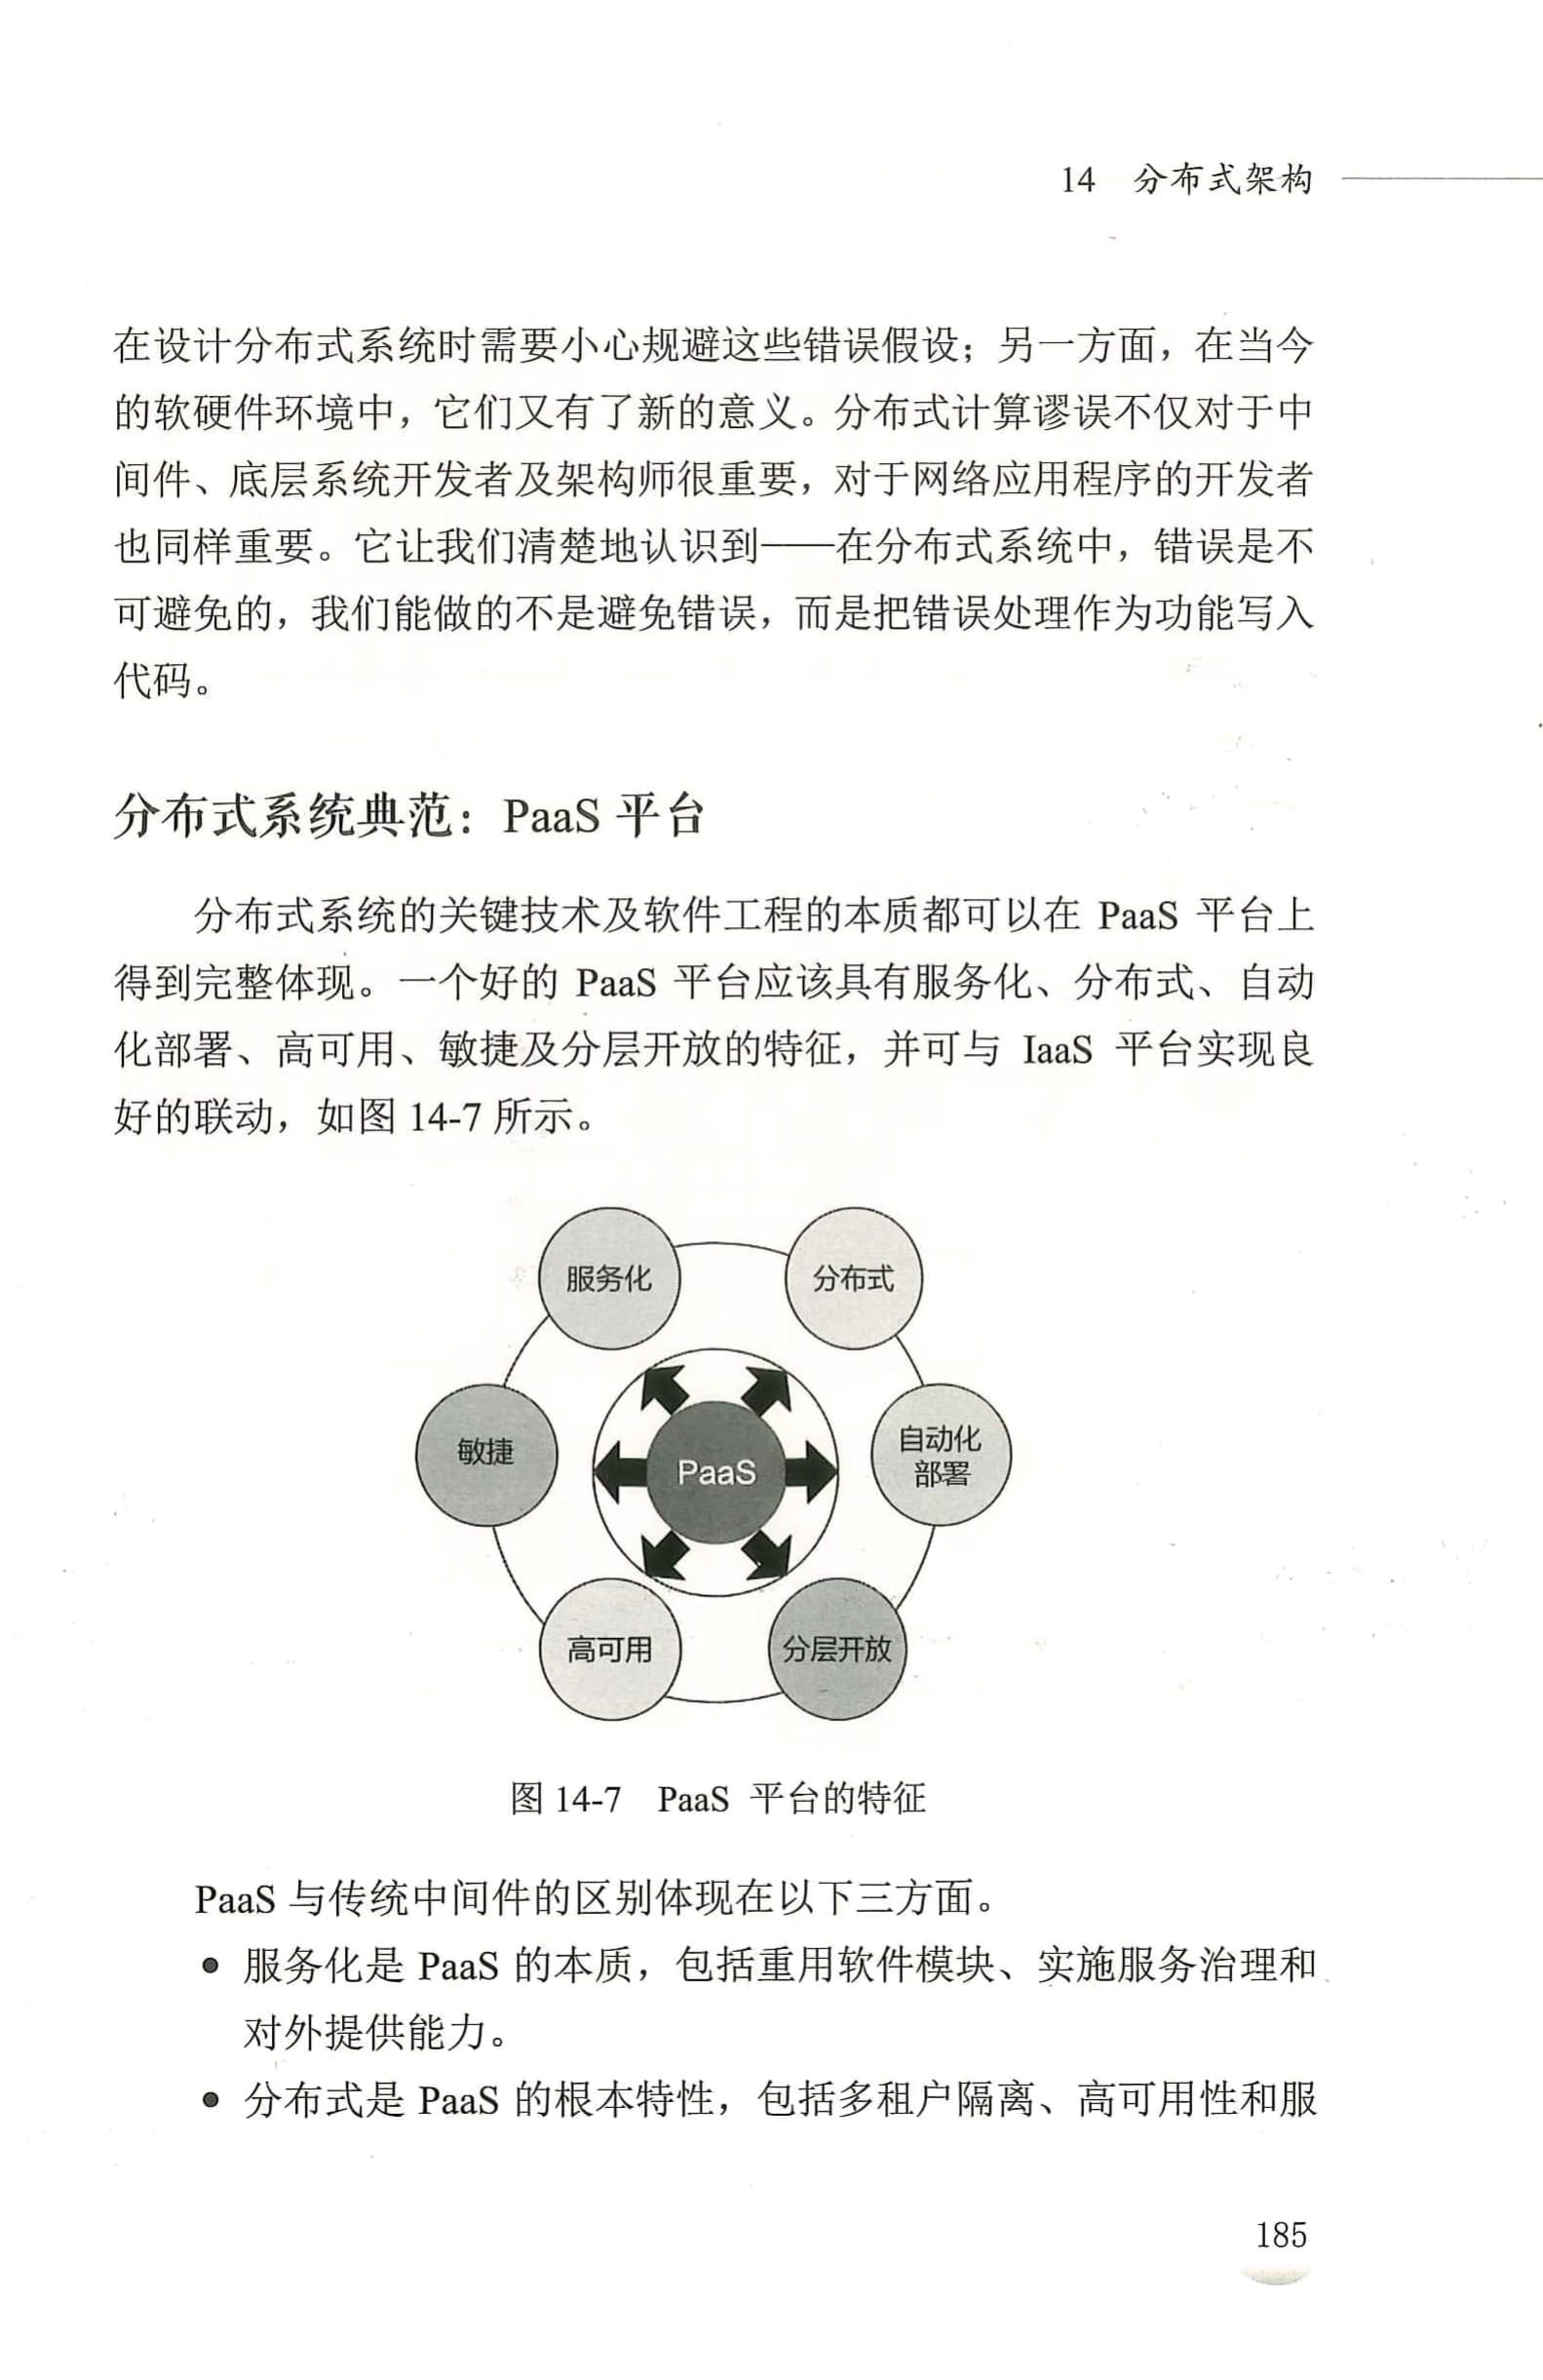 14 分布式架构
在设计分布式系统时需要小心规避这些错误假设；另一方面，在当今
的软硬件环境中，它们又有了新的意义。分布式计算谬误不仅对于中
间件、底层系统开发者及架构师很重要，对于网络应用程序的开发者
也同样重要。它让我们清楚地认识到——在分布式系统中，错误是不
可避免的，我们能做的不是避免错误，而是把错误处理作为功能写入
代码。
分布式系统典范：PaaS 平台
分布式系统的关键技术及软件工程的本质都可以在 PaaS 平台上
得到完整体现。一个好的 PaaS 平台应该具有服务化、分布式、自动
化部署、高可用、敏捷及分层开放的特征，并可与 IaaS 平台实现良
好的联动，如图 14-7 所示。
服务化
分布式
敏捷
PaaS
自动化
部署
高可用
分层开放
图 14-7 PaaS 平台的特征
PaaS 与传统中间件的区别体现在以下三方面。
● 服务化是 PaaS 的本质，包括重用软件模块、实施服务治理和
对外提供能力。
● 分布式是 PaaS 的根本特性，包括多租户隔离、高可用性和服
185